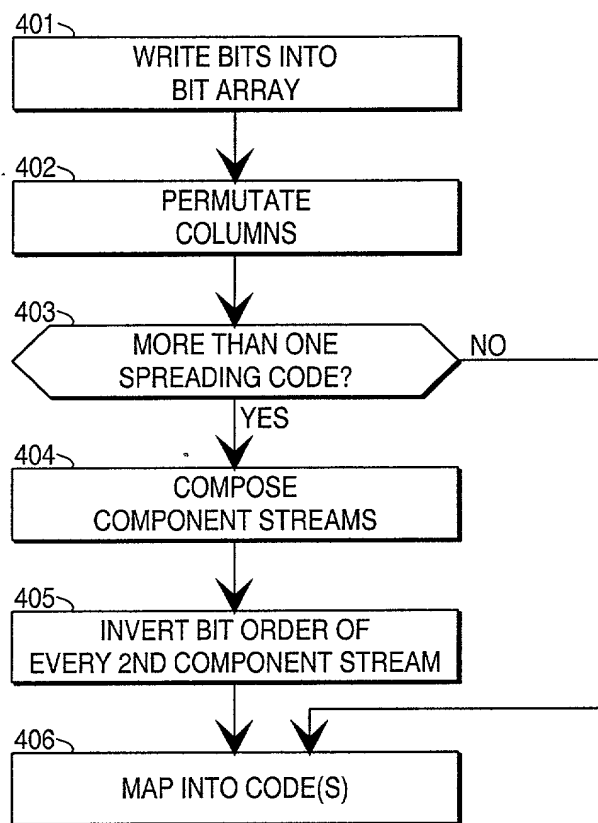 401
WRITE BITS INTO
BIT ARRAY
402
PERMUTATE
COLUMNS
403
MORE THAN ONE
SPREADING CODE?
NO
YES
404
COMPOSE
COMPONENT STREAMS
405
INVERT BIT ORDER OF
EVERY 2ND COMPONENT STREAM
406
MAP INTO CODE(S)